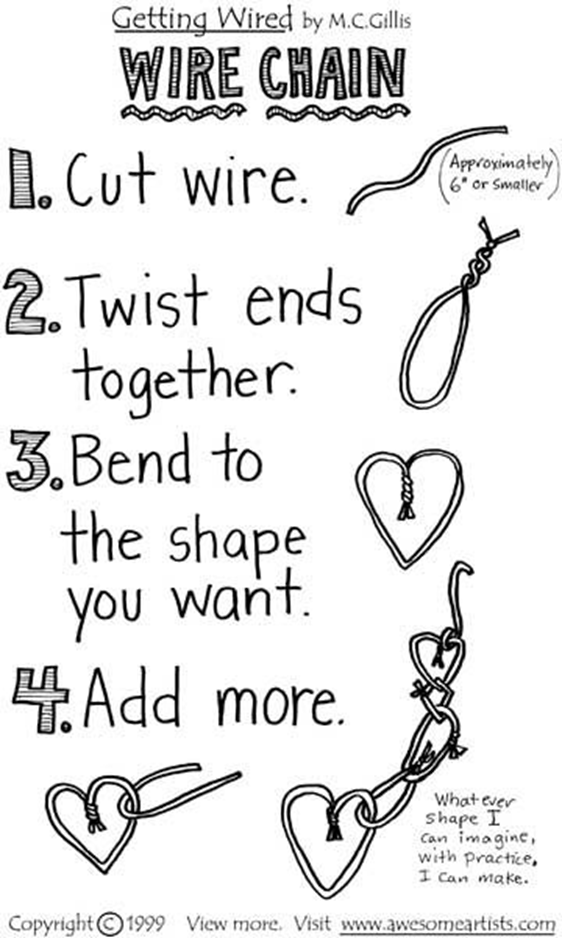 Getting Wired by M.C.Gillis
WIRE CHAIN
1. Cut wire.
(Approximately
6" or smaller)
2. Twist ends
together.
3. Bend to
the shape
you want.
4. Add more.
Whatever
shape I
can imagine,
with practice,
I can make.
Copyright © 1999 View more. Visit www.awesomeartists.com